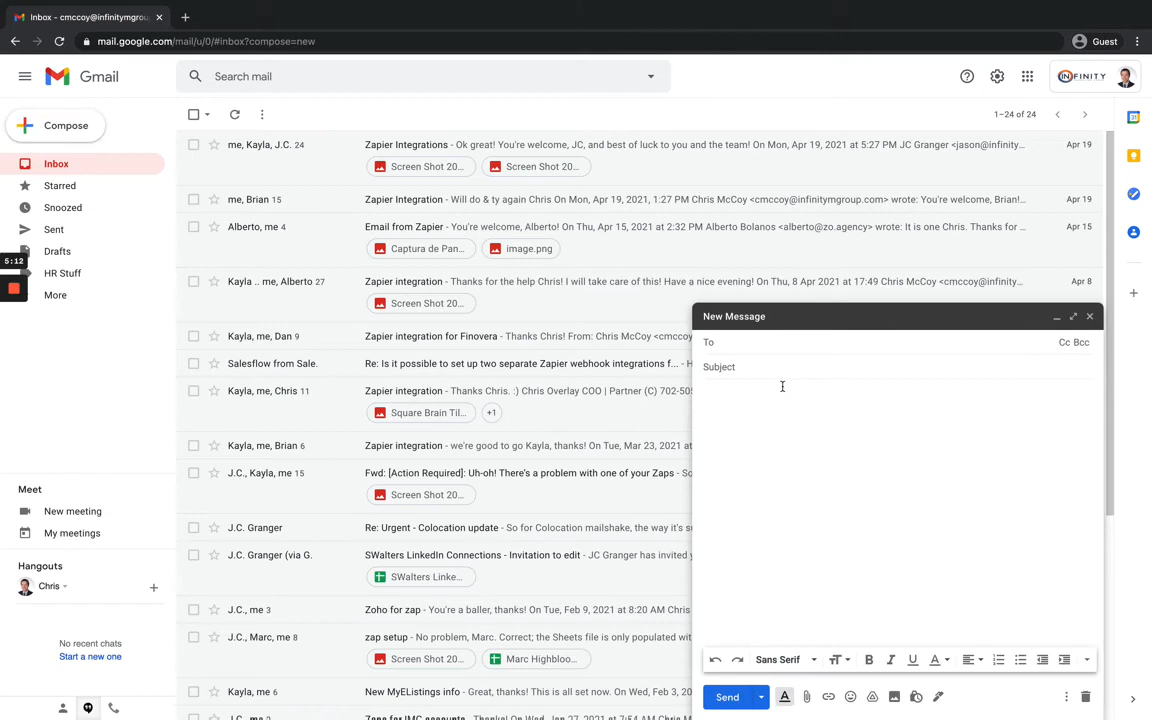 Inbox - cmccoy@infinitymgrou
mail.google.com/mail/u/0/#inbox?compose=new
Guest
Gmail
Search mail
INFINITY
Compose
1–24 of 24
Inbox
Starred
Snoozed
Sent
Drafts
HR Stuff
More
5:12
me, Kayla, J.C. 24 Zapier Integrations - Ok great! You're welcome, JC, and best of luck to you and the team! On Mon, Apr 19, 2021 at 5:27 PM JC Granger <jason@infinity... Apr 19
Screen Shot 20... Screen Shot 20...
me, Brian 15 Zapier Integration - Will do & ty again Chris On Mon, Apr 19, 2021, 1:27 PM Chris McCoy <cmccoy@infinitymgroup.com> wrote: You're welcome, Brian!... Apr 19
Alberto, me 4 Email from Zapier - You're welcome, Alberto! On Thu, Apr 15, 2021 at 2:32 PM Alberto Bolanos <alberto@zo.agency> wrote: It is one Chris. Thanks for ... Apr 15
Captura de Pan... image.png
Kayla .. me, Alberto 27 Zapier integration - Thanks for the help Chris! I will take care of this! Have a nice evening! On Thu, 8 Apr 2021 at 17:49 Chris McCoy <cmccoy@infinity... Apr 8
Screen Shot 20...
Kayla, me, Dan 9 Zapier integration for Finovera - Thanks Chris! From: Chris McCoy <cmcco
Salesflow from Sale. Re: Is it possible to set up two separate Zapier webhook integrations f... - H
Kayla, me, Chris 11 Zapier integration - Thanks Chris. :) Chris Overlay COO | Partner (C) 702-505
Square Brain Til... +1
Kayla, me, Brian 6 Zapier integration - we're good to go Kayla, thanks! On Tue, Mar 23, 2021 a
J.C., Kayla, me 15 Fwd: [Action Required]: Uh-oh! There's a problem with one of your Zaps - So
Screen Shot 20...
J.C. Granger Re: Urgent - Colocation update - So for Colocation mailshake, the way it's su
J.C. Granger (via G. SWalters LinkedIn Connections - Invitation to edit - JC Granger has invited y
SWalters Linke...
J.C., me 3 Zoho for zap - You're a baller, thanks! On Tue, Feb 9, 2021 at 8:20 AM Chris
J.C., Marc, me 8 zap setup - No problem, Marc. Correct; the Sheets file is only populated wit
Screen Shot 20... Marc Highbloo...
Kayla, me 6 New MyEListings info - Great, thanks! This is all set now. On Wed, Feb 3, 20
Meet
New meeting
My meetings
Hangouts
Chris
No recent chats
Start a new one
New Message
To
Cc Bcc
Subject
Sans Serif
Send